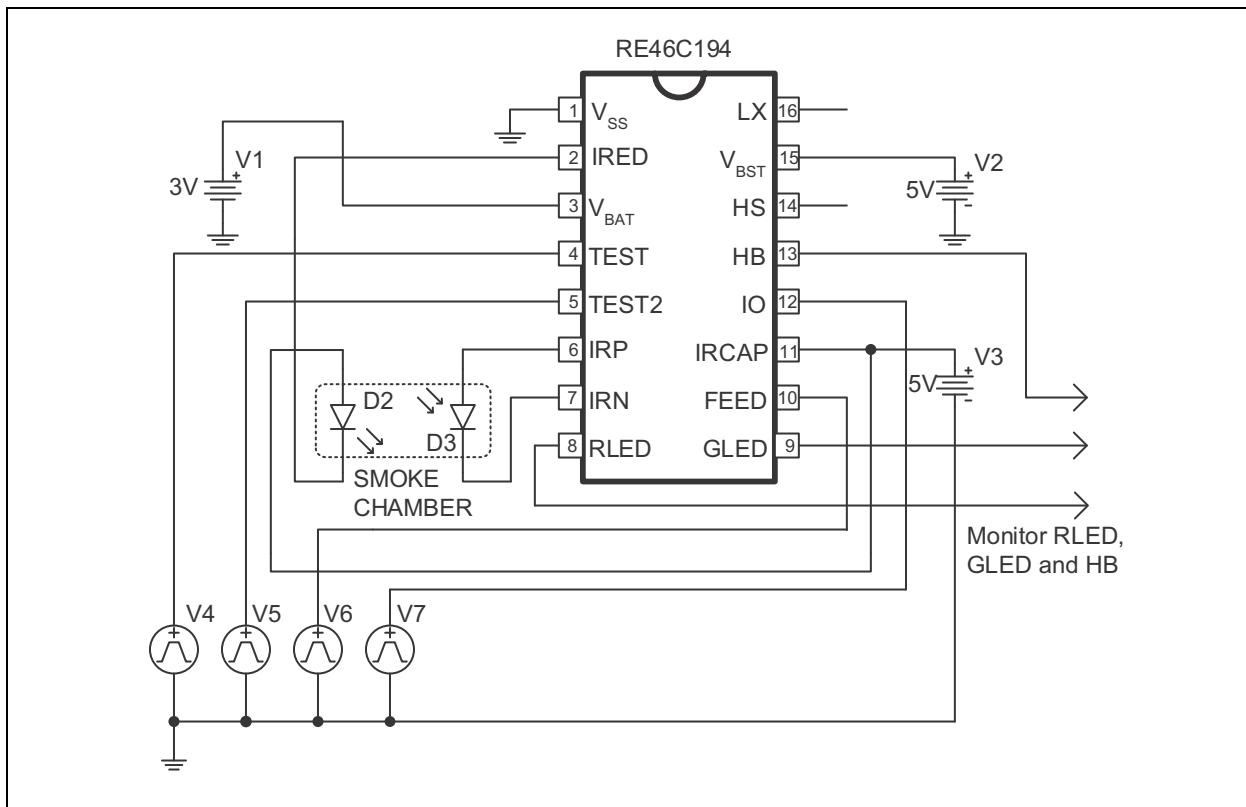 RE46C194
1 VSS
LX 16
V1
3V
2 IRED
VBST 15
V2
5V
3 VBAT
HS 14
4 TEST
HB 13
5 TEST2
IO 12
6 IRP
IRCAP 11
V3
5V
D2
D3
7 IRN
FEED 10
8 RLED
GLED 9
SMOKE
CHAMBER
Monitor RLED,
GLED and HB
V4
V5
V6
V7